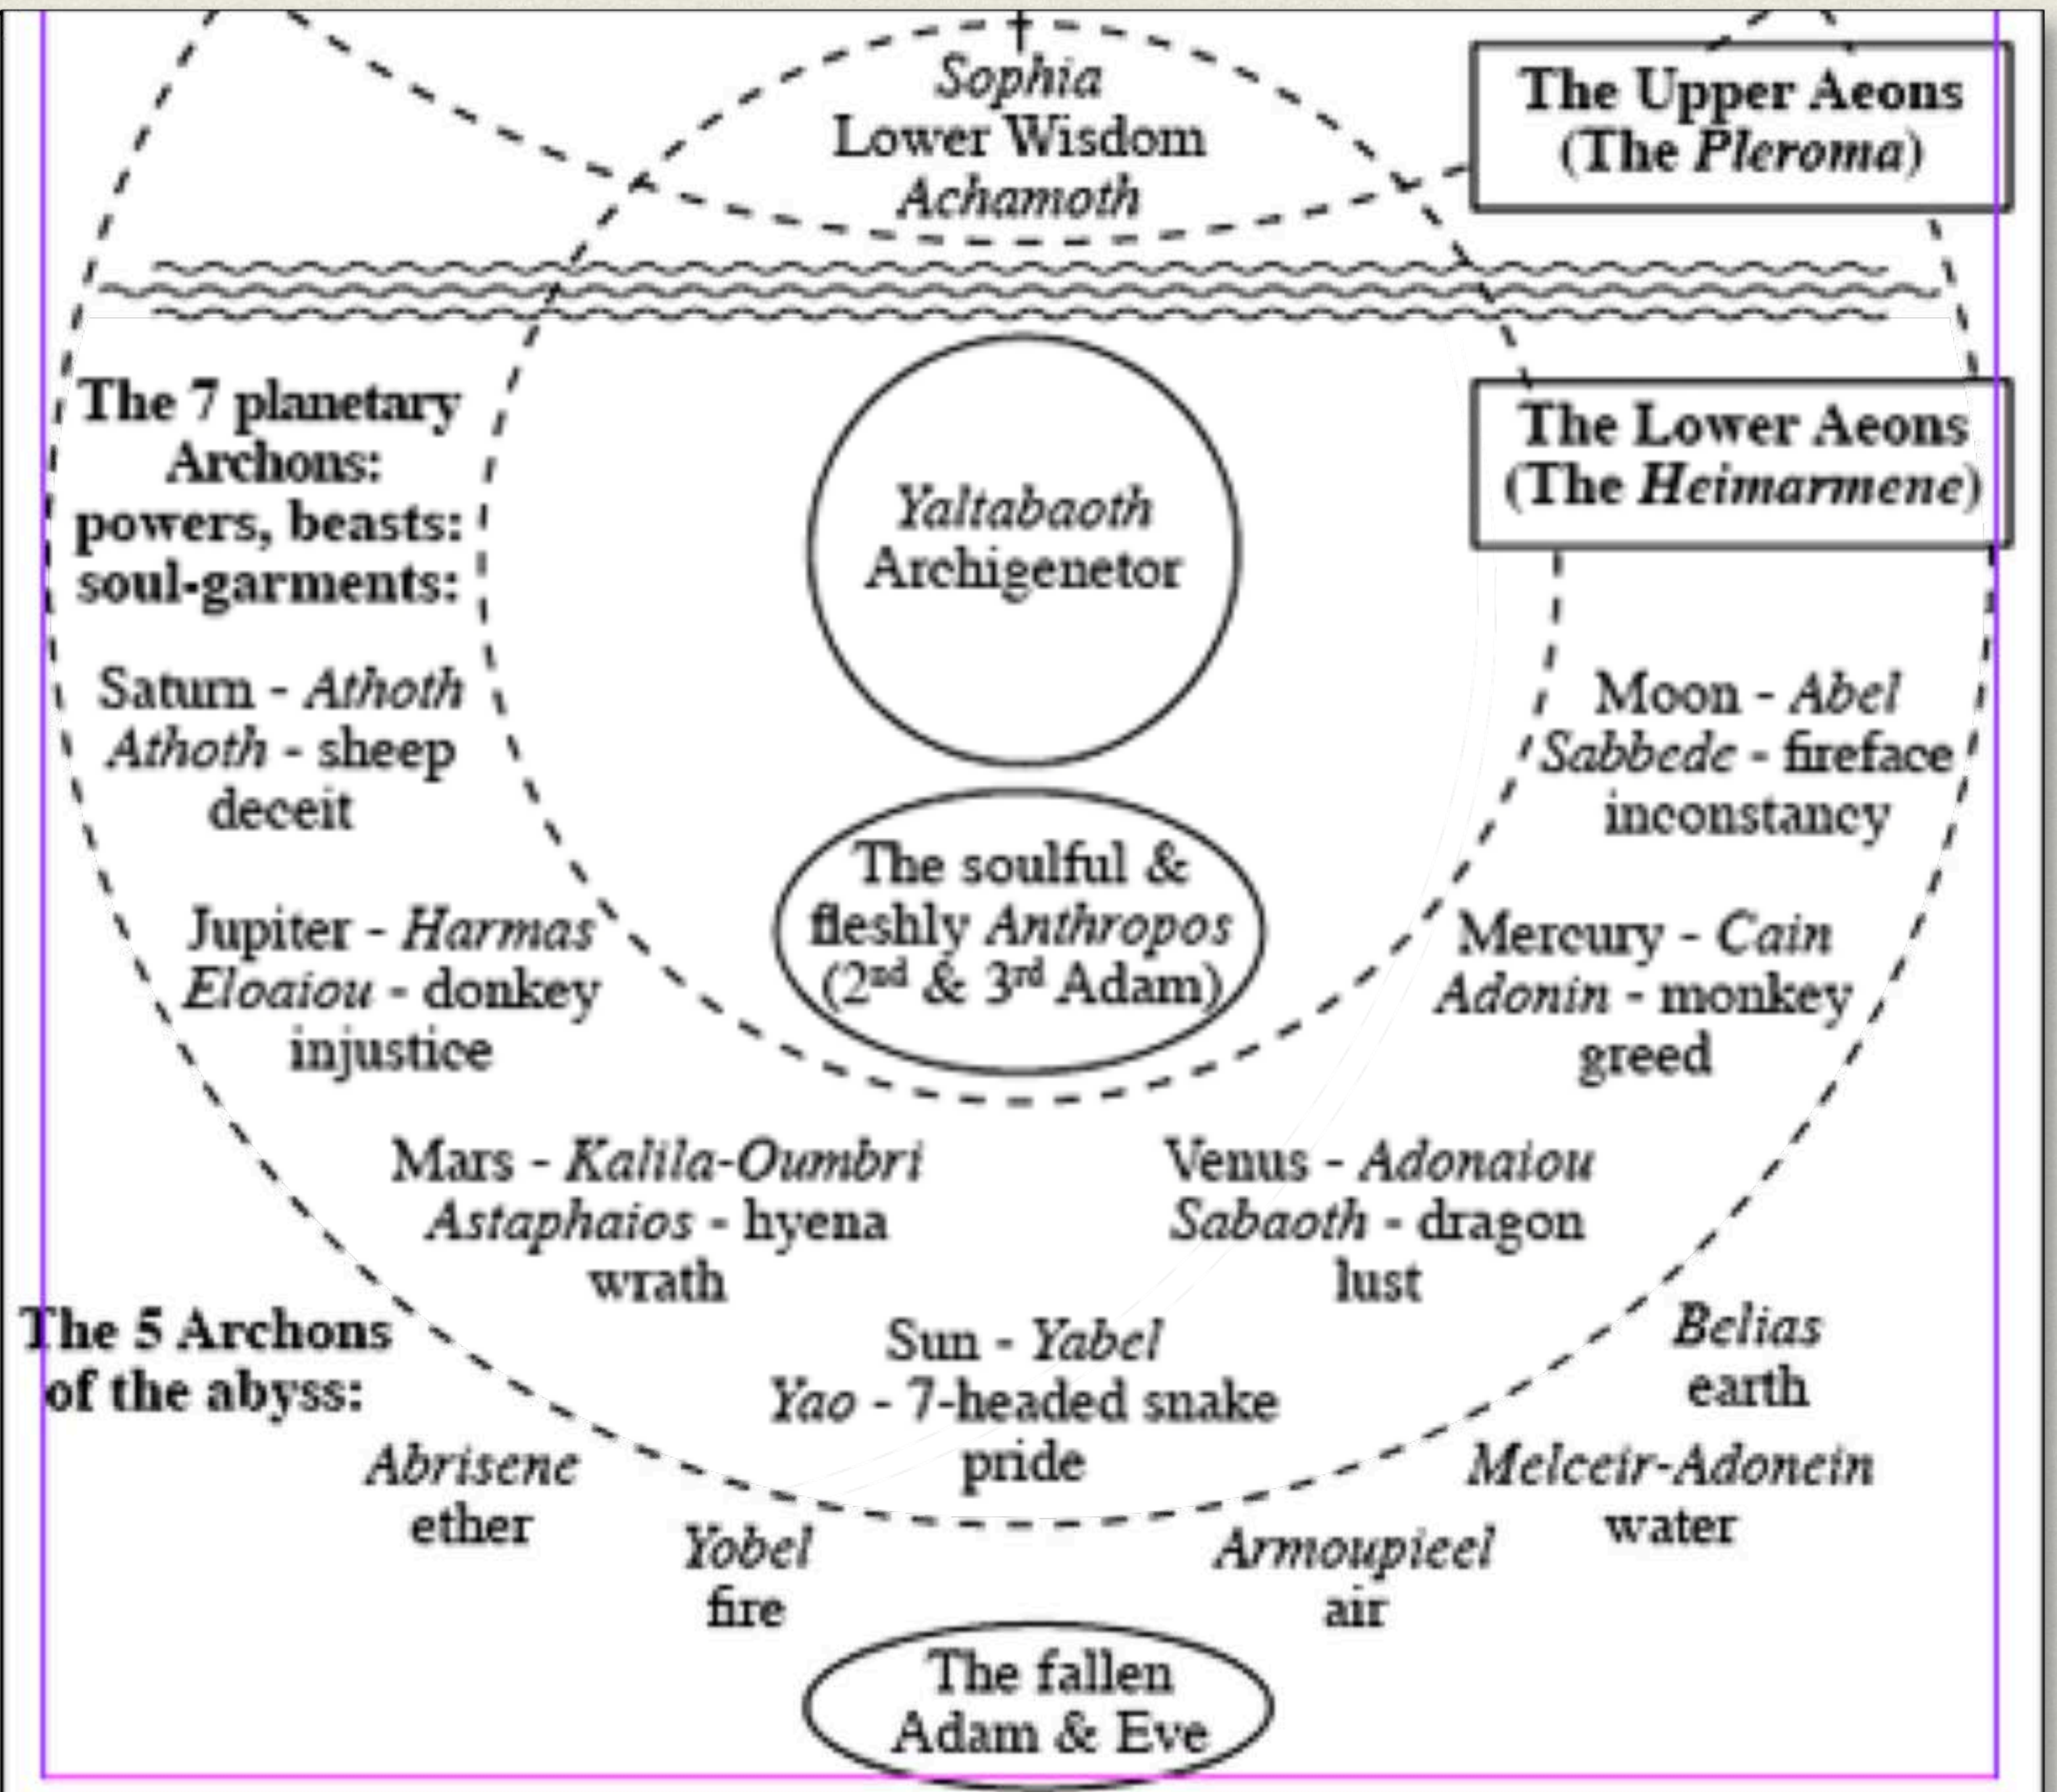 Sophia
Lower Wisdom
Achamoth
The Upper Aeons
(The Pleroma)
The 7 planetary
Archons:
powers, beasts:
soul-garments:
Yaltabaoth
Archigenetor
The Lower Aeons
(The Heimarmene)
Saturn - Athoth
Athoth - sheep
deceit
Moon - Abel
Sabbede - fireface
inconstancy
The soulful &
fleshly Anthropos
(2nd & 3rd Adam)
Jupiter - Harmas
Eloaiou - donkey
injustice
Mercury - Cain
Adonin - monkey
greed
Mars - Kalila-Oumbri
Astaphaios - hyena
wrath
Venus - Adonaiou
Sabaoth - dragon
lust
The 5 Archons
of the abyss:
Sun - Yabel
Yao - 7-headed snake
pride
Belias
earth
Abrisene
ether
Melceir-Adonein
water
Yobel
fire
Armoupieel
air
The fallen
Adam & Eve